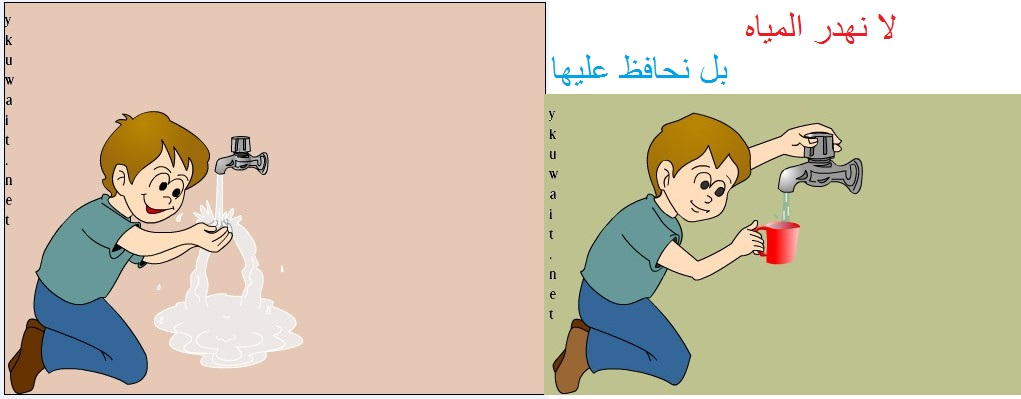 لا نهدر المياه
بل نحافظ عليها
ykuwait.net
ykuwait.net